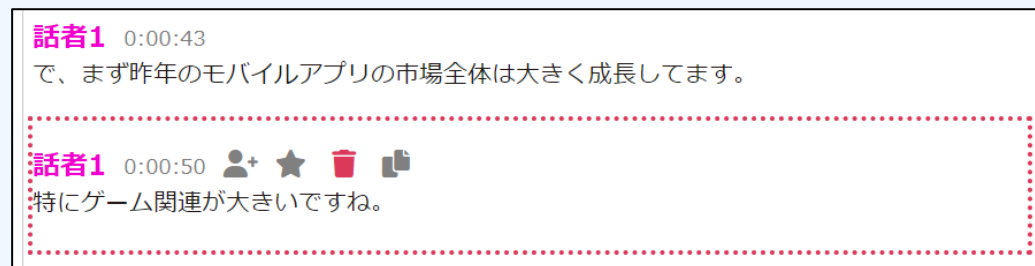 話者1 0:00:43
で、まず昨年のモバイルアプリの市場全体は大きく成長してます。
話者1 0:00:50
特にゲーム関連が大きいですね。